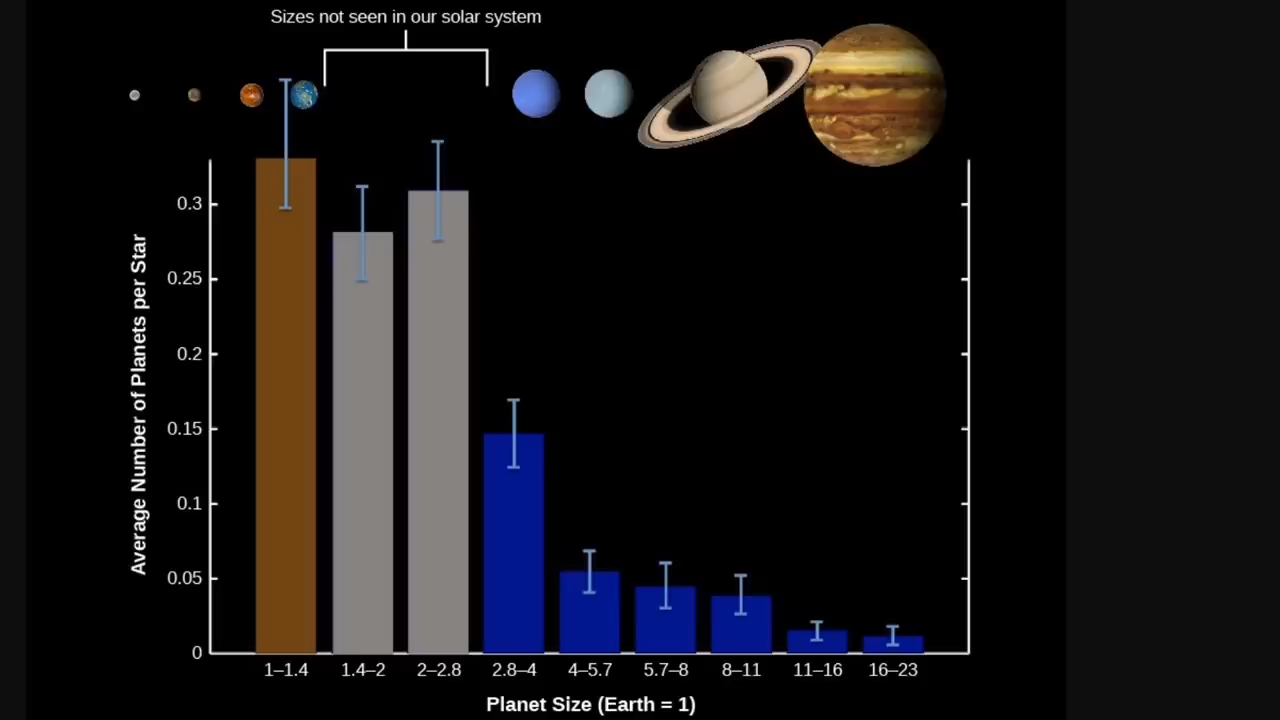 Sizes not seen in our solar system
Average Number of Planets per Star
0.3
0.25
0.2
0.15
0.1
0.05
0
1–1.4 1.4–2 2–2.8 2.8–4 4–5.7 5.7–8 8–11 11–16 16–23
Planet Size (Earth = 1)